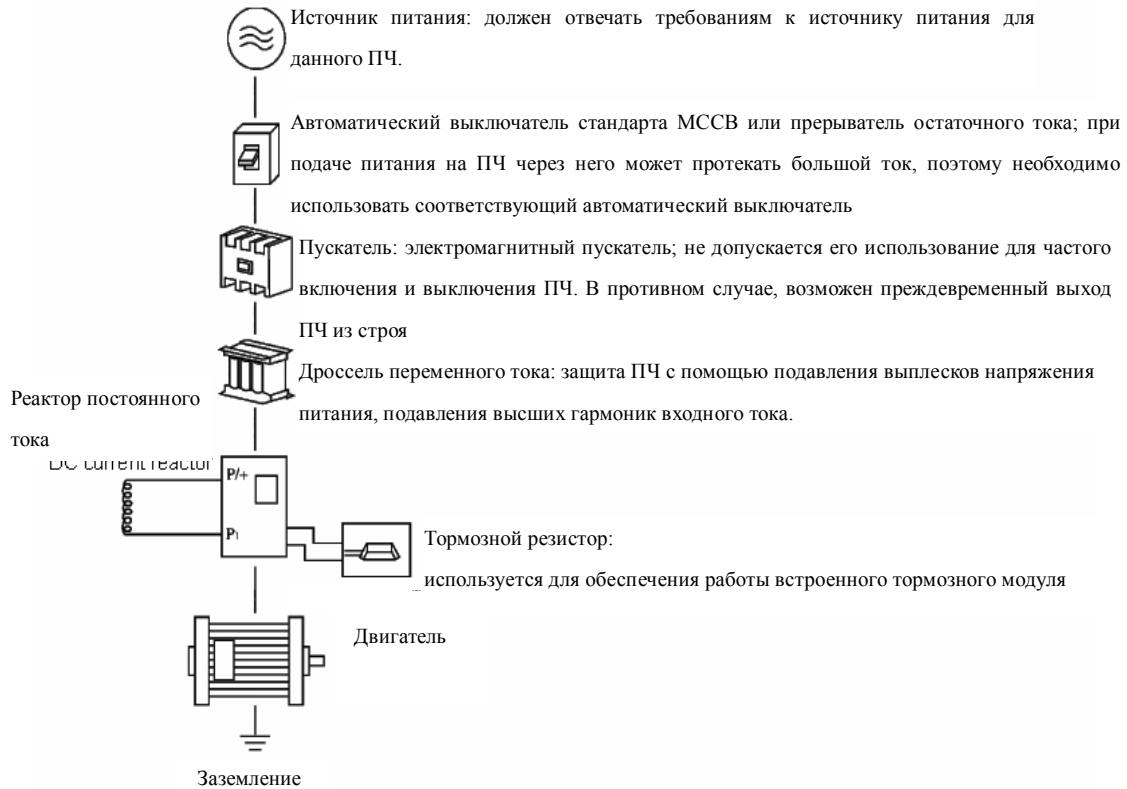 Источник питания: должен отвечать требованиям к источнику питания для
данного ПЧ.
Автоматический выключатель стандарта МССВ или прерыватель остаточного тока; при
подаче питания на ПЧ через него может протекать большой ток, поэтому необходимо
использовать соответствующий автоматический выключатель
Пускатель: электромагнитный пускатель; не допускается его использование для частого
включения и выключения ПЧ. В противном случае, возможен преждевременный выход
ПЧ из строя
Дроссель переменного тока: защита ПЧ с помощью подавления выплесков напряжения
питания, подавления высших гармоник входного тока.
Реактор постоянного
тока
DC current reactor
P/+
P1
Тормозной резистор:
используется для обеспечения работы встроенного тормозного модуля
Двигатель
Заземление